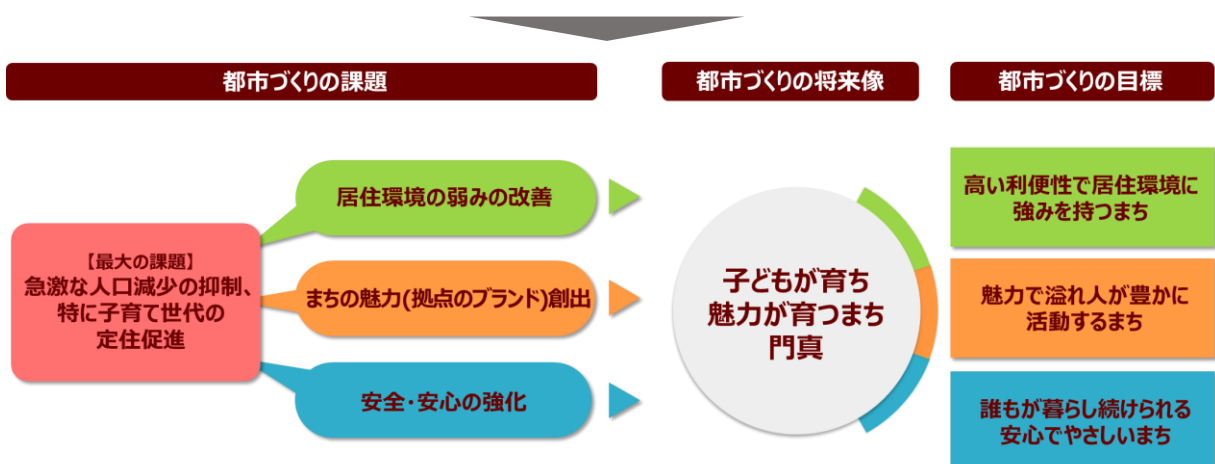 都市づくりの課題
都市づくりの将来像
都市づくりの目標
【最大の課題】
急激な人口減少の抑制、
特に子育て世代の
定住促進
居住環境の弱みの改善
まちの魅力(拠点のブランド)創出
安全・安心の強化
子どもが育ち
魅力が育つまち
門真
高い利便性で居住環境に
強みを持つまち
魅力で溢れ人が豊かに
活動するまち
誰もが暮らし続けられる
安心でやさしいまち